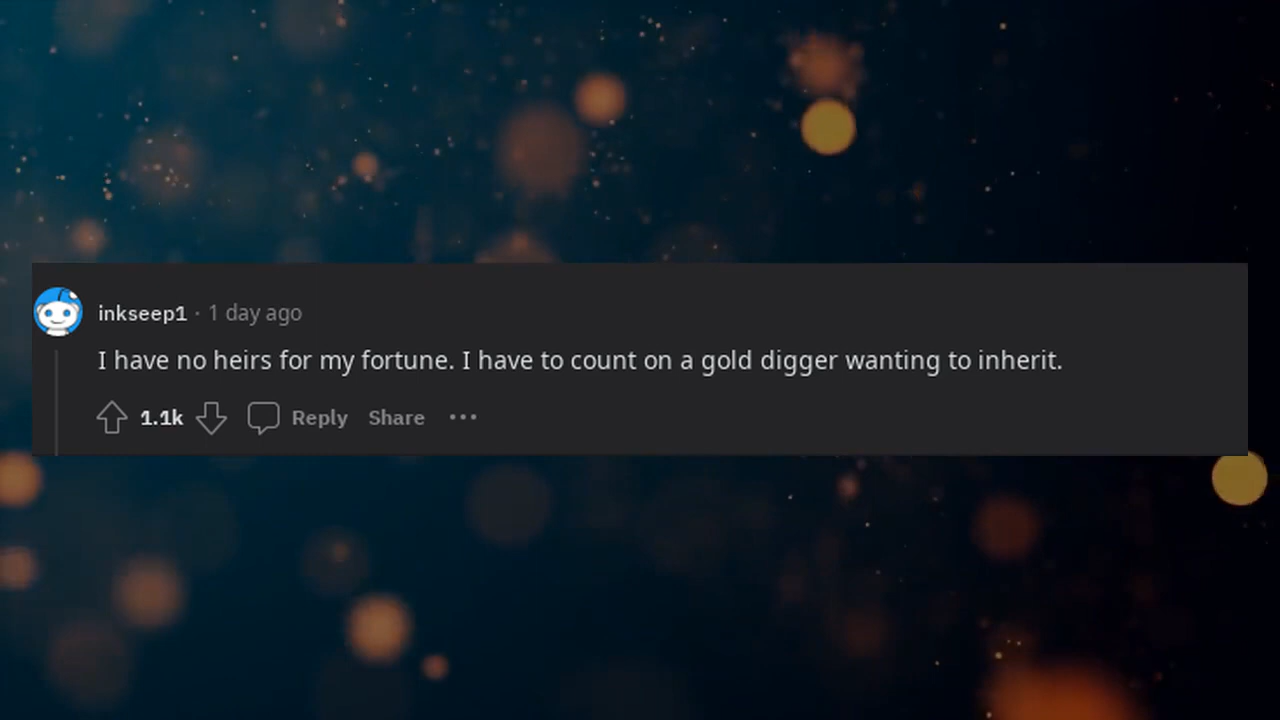 inkseep1 · 1 day ago
I have no heirs for my fortune. I have to count on a gold digger wanting to inherit.
1.1k Reply Share ···